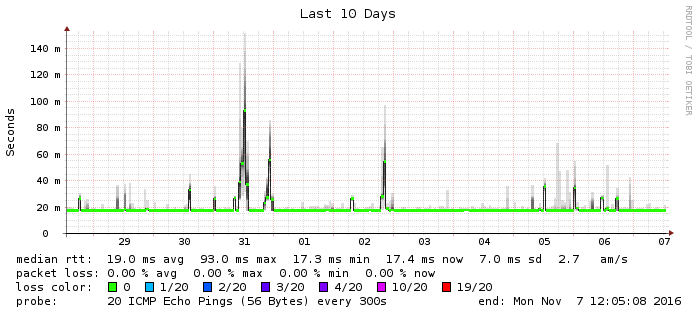 Last 10 Days
RRDTOOL / TOBI OETIKER
Seconds
140 m
120 m
100 m
80 m
60 m
40 m
20 m
0
29 30 31 01 02 03 04 05 06 07
median rtt: 19.0 ms avg 93.0 ms max 17.3 ms min 17.4 ms now 7.0 ms sd 2.7 am/s
packet loss: 0.00 % avg 0.00 % max 0.00 % min 0.00 % now
loss color: 0 1/20 2/20 3/20 4/20 10/20 19/20
probe: 20 ICMP Echo Pings (56 Bytes) every 300s end: Mon Nov 7 12:05:08 2016